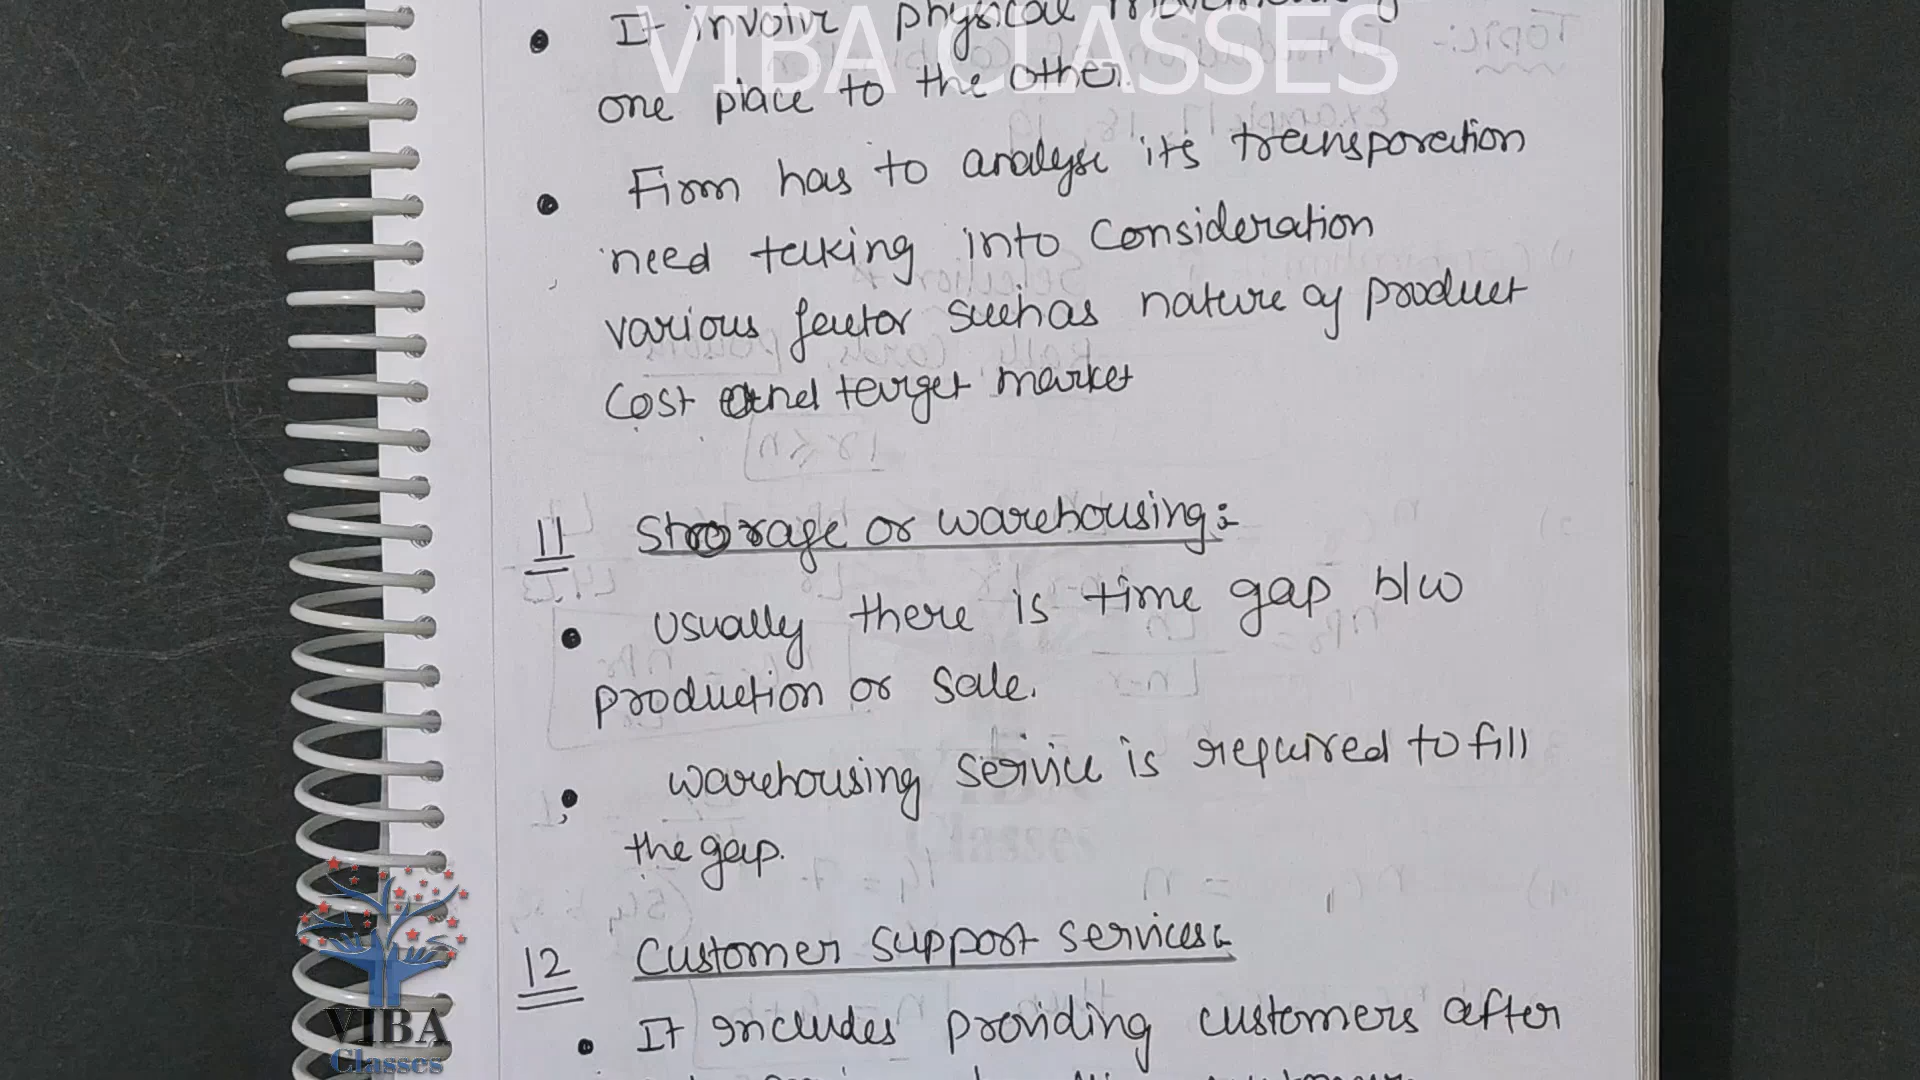 It involve physical
VIBA CLASSES
one place to the other.
Firm has to analyse its transporation
need taking into Consideration
various factor such as nature of product
Cost and target market
11 Storage or warehousing:
Usually there is time gap b/w
production or sale.
warehousing service is required to fill
the gap.
12 Customer support services:
It includes providing customers after
VIBA
Classes